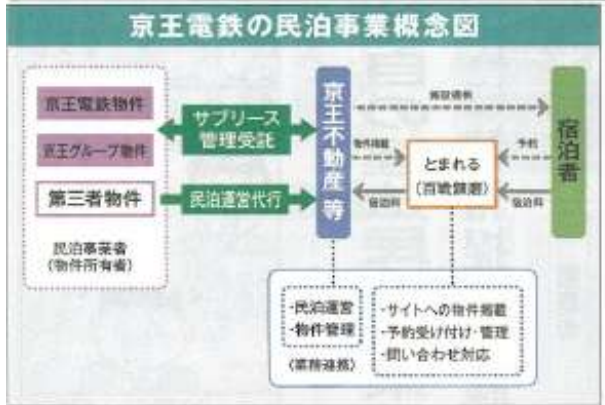 京王電鉄の民泊事業概念図
京王電鉄物件
京王グループ物件
第三者物件
民泊事業者
(物件所有者)
サブリース
管理受託
民泊運営代行
京王不動産 等
施設提供
物件掲載
宿泊料
とまれる
(百戦錬磨)
予約
宿泊料
宿泊者
・民泊運営
・物件管理
(業務連携)
・サイトへの物件掲載
・予約受け付け・管理
・問い合わせ対応